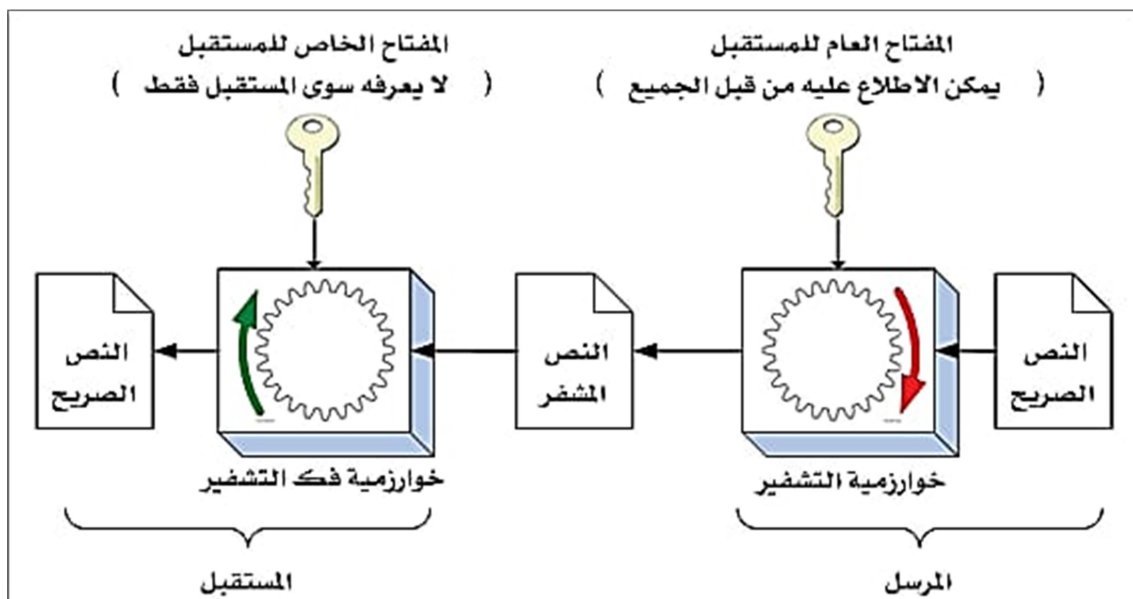 المفتاح العام للمستقبل
( يمكن الاطلاع عليه من قبل الجميع )
المفتاح الخاص للمستقبل
( لا يعرفه سوى المستقبل فقط )
النص
الصريح
النص
المشفر
النص
الصريح
خوارزمية التشفير
خوارزمية فك التشفير
المرسل
المستقبل